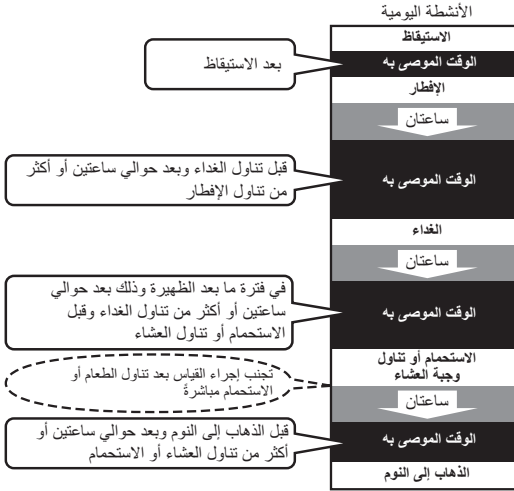 الأنشطة اليومية
الاستيقاظ
الوقت الموصى به
بعد الاستيقاظ
الإفطار
ساعتان
الوقت الموصى به
قبل تناول الغداء وبعد حوالي ساعتين أو أكثر
من تناول الإفطار
الغداء
ساعتان
الوقت الموصى به
في فترة ما بعد الظهيرة وذلك بعد حوالي
ساعتين أو أكثر من تناول الغداء وقبل
الاستحمام أو تناول العشاء
الاستحمام أو تناول
وجبة العشاء
تجنب إجراء القياس بعد تناول الطعام أو
الاستحمام مباشرةً
ساعتان
الوقت الموصى به
قبل الذهاب إلى النوم وبعد حوالي ساعتين أو
أكثر من تناول العشاء أو الاستحمام
الذهاب إلى النوم